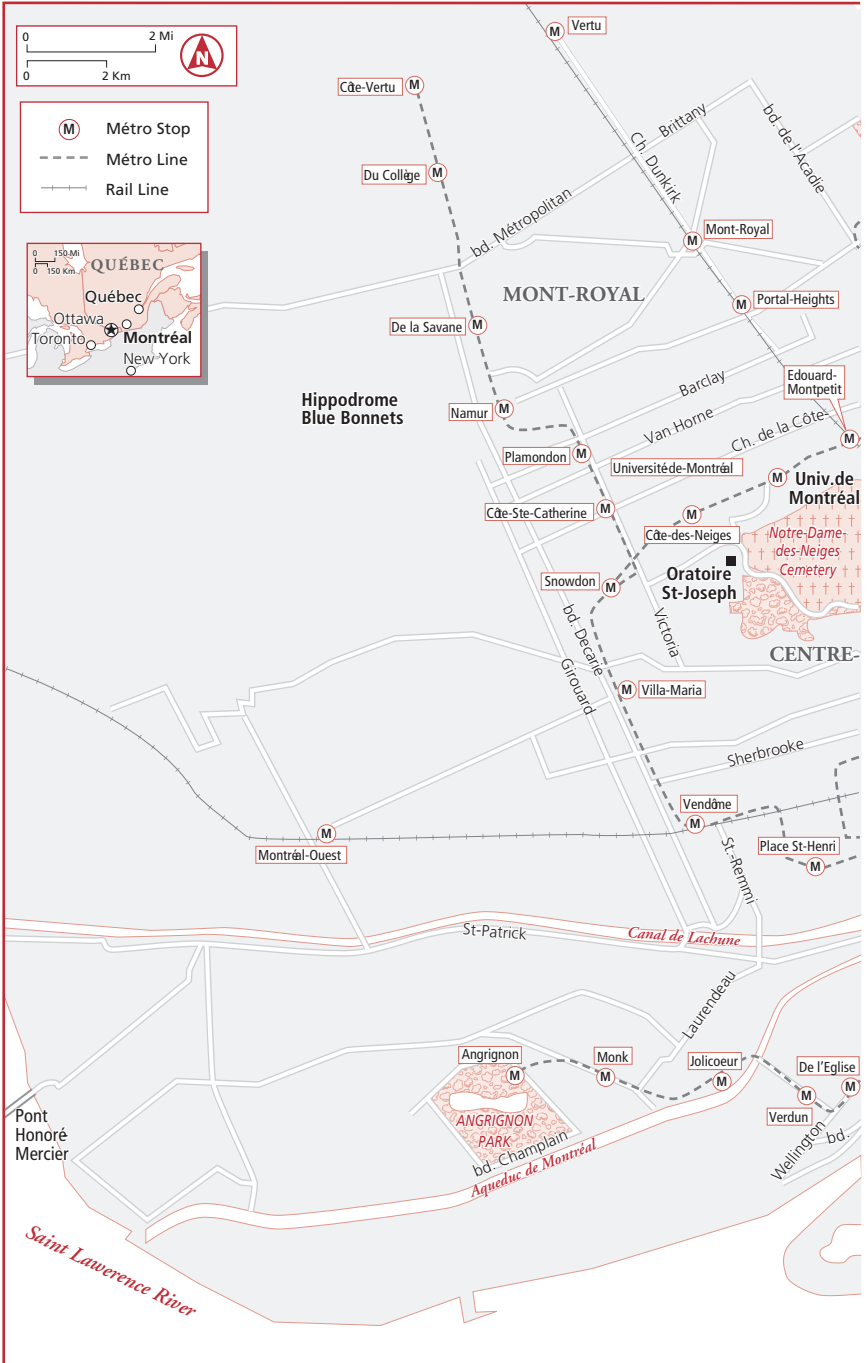 0
2 Mi
0
2 Km
N
M Métro Stop
Métro Line
Rail Line
0 150 Mi
0 150 Km
QUÉBEC
Québec
Ottawa
Montréal
Toronto
New York
M
Vertu
Côte-Vertu
M
Brittany
bd. de l'Acadie
Ch. Dunkirk
Du Collège
M
bd. Métropolitan
M
Mont-Royal
MONT-ROYAL
M
Portal-Heights
De la Savane
M
Edouard-
Montpetit
Hippodrome
Blue Bonnets
Barclay
Namur
M
Van Horne
Ch. de la Côte-
M
Plamondon
M
Université-de-Montréal
M
Univ.de
Montréal
Côte-Ste-Catherine
M
M
Côte-des-Neiges
Notre-Dame-
des-Neiges
Cemetery
Snowdon
M
Oratoire
St-Joseph
bd. Decarie
Victoria
CENTRE-
Girouard
M
Villa-Maria
Sherbrooke
Vendôme
M
M
Montréal-Ouest
St.-Remmi
Place St-Henri
M
St-Patrick
Canal de Lachune
Laurendeau
Angrignon
M
Monk
M
Jolicoeur
M
De l'Eglise
M
M
Verdun
Pont
Honoré
Mercier
ANGRIGNON
PARK
bd. Champlain
Wellington
bd.
Aqueduc de Montréal
Saint Lawerence River